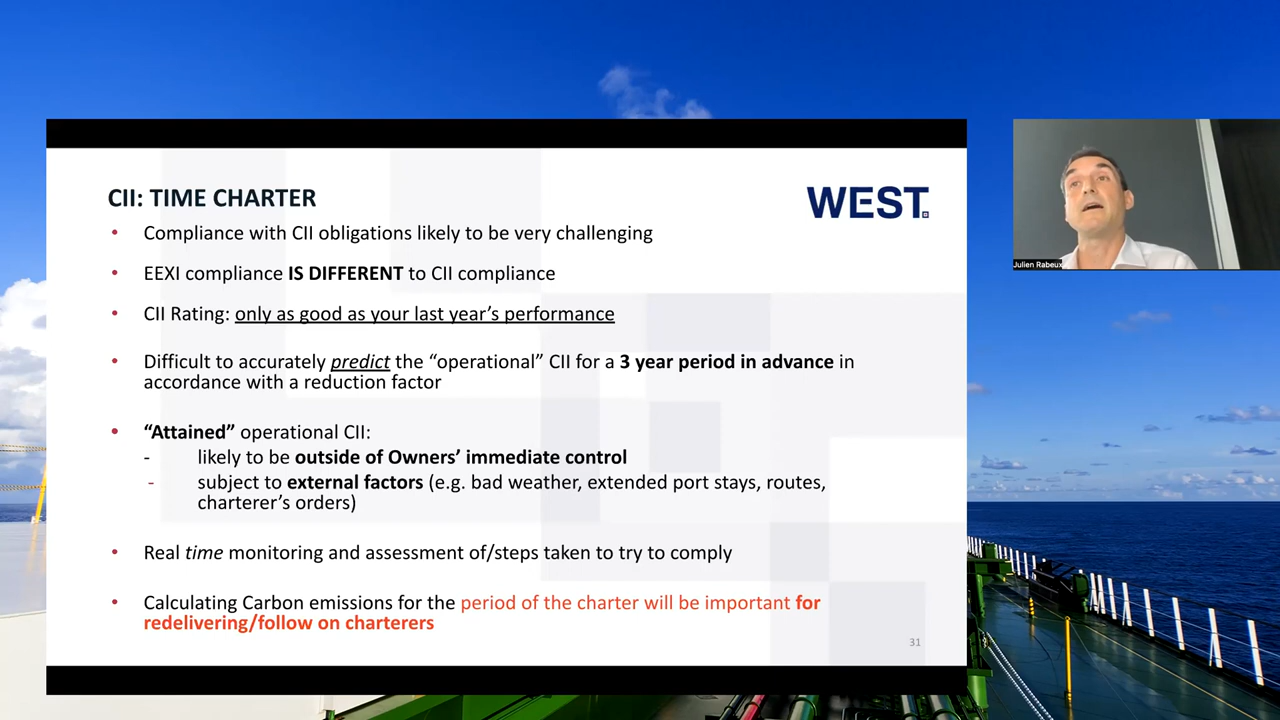 CII: TIME CHARTER
WEST
• Compliance with CII obligations likely to be very challenging
• EEXI compliance IS DIFFERENT to CII compliance
• CII Rating: only as good as your last year's performance
• Difficult to accurately predict the “operational” CII for a 3 year period in advance in
accordance with a reduction factor
• “Attained” operational CII:
- likely to be outside of Owners’ immediate control
- subject to external factors (e.g. bad weather, extended port stays, routes,
charterer’s orders)
• Real time monitoring and assessment of/steps taken to try to comply
• Calculating Carbon emissions for the period of the charter will be important for
redelivering/follow on charterers
31
Julien Rabeux